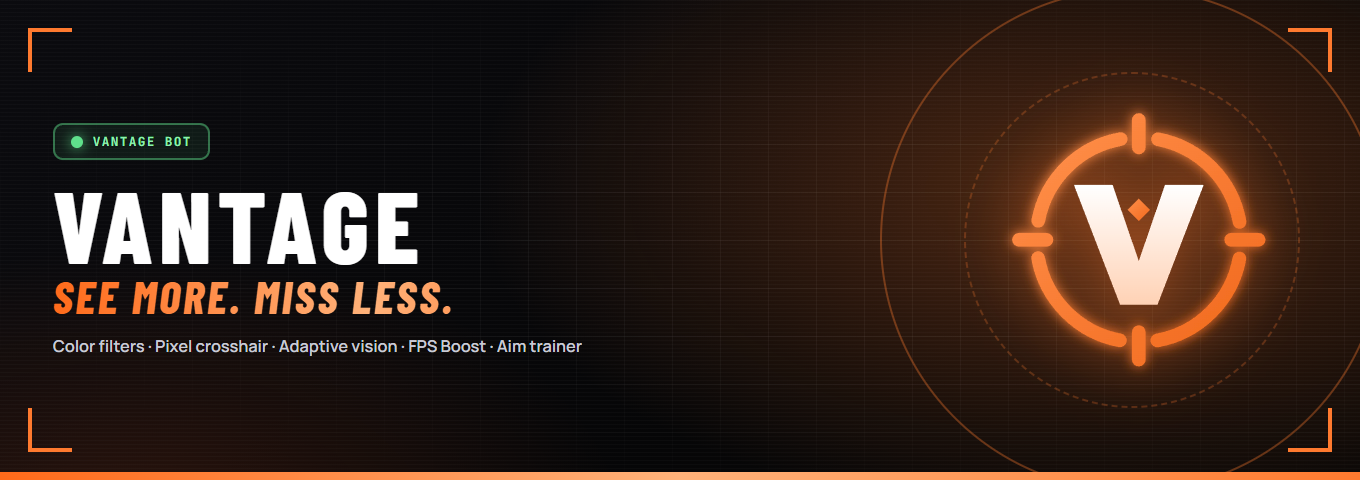 VANTAGE BOT
VANTAGE
SEE MORE. MISS LESS.
Color filters · Pixel crosshair · Adaptive vision · FPS Boost · Aim trainer
V